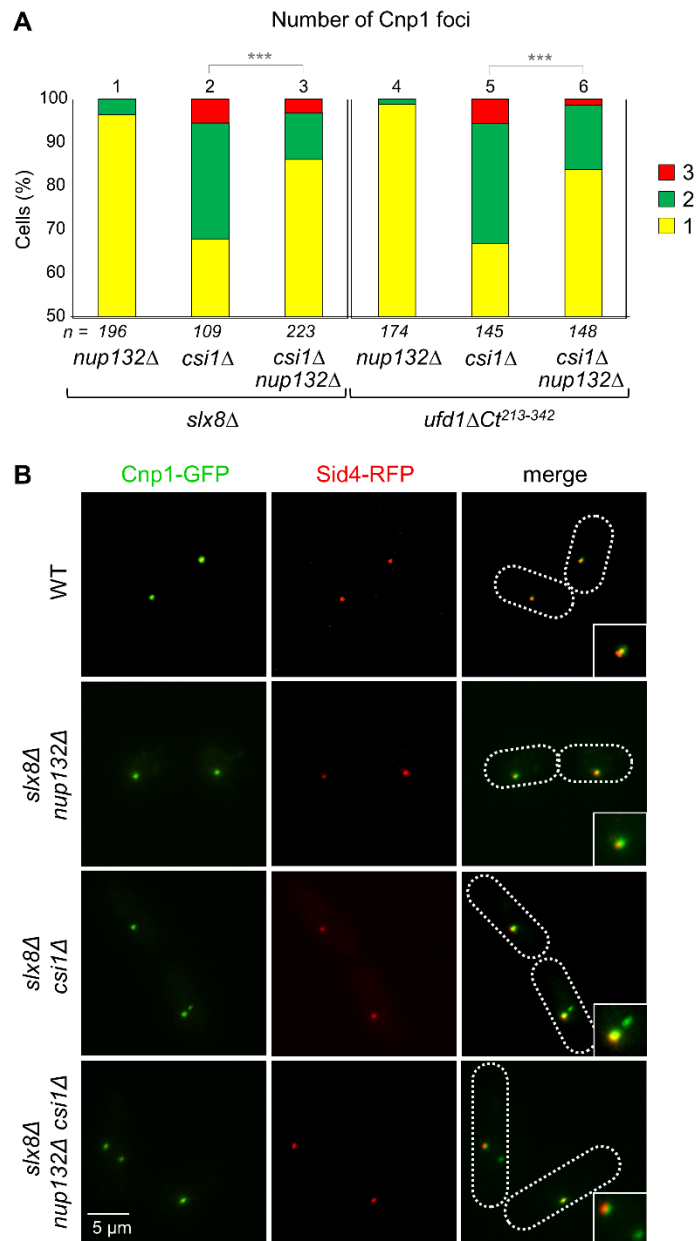 A
Number of Cnp1 foci
*** ***
1 2 3 4 5 6
100
90
80
70
60
50
Cells (%)
3
2
1
n = 196 109 223 174 145 148
nup132Δ csi1Δ csi1Δ nup132Δ csi1Δ csi1Δ
nup132Δ nup132Δ
slx8Δ ufd1ΔCt213-342
B
Cnp1-GFP Sid4-RFP merge
WT
slx8Δ
nup132Δ
slx8Δ
csi1Δ
slx8Δ
nup132Δ csi1Δ
5 µm